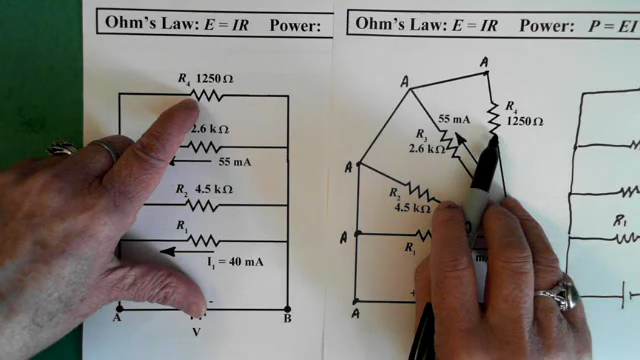 Ohm's Law: E = IR Power:
R4 1250 Ω
2.6 kΩ
55 mA
R2 4.5 kΩ
R1
I1 = 40 mA
A
B
V
Ohm's Law: E = IR Power: P = EI
A
A
R4
1250 Ω
55 mA
R3
2.6 kΩ
A
R2
4.5 kΩ
A
R1
A
+
R1